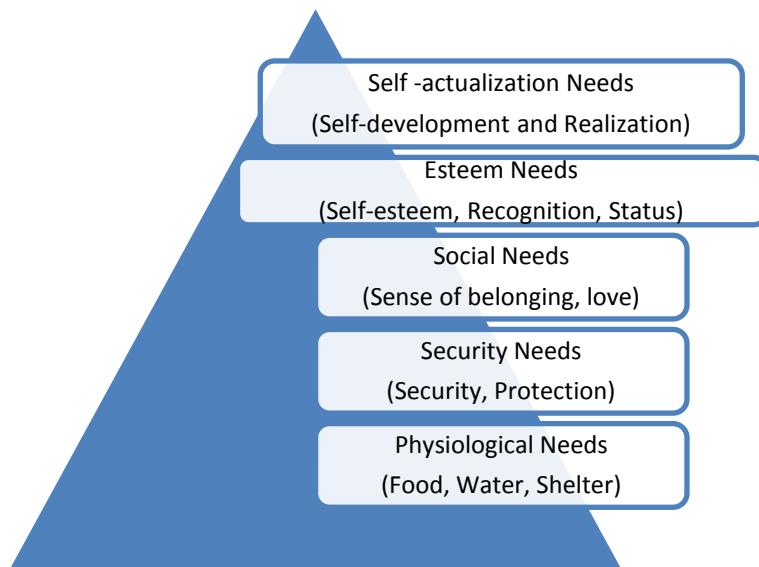 Self -actualization Needs
(Self-development and Realization)
Esteem Needs
(Self-esteem, Recognition, Status)
Social Needs
(Sense of belonging, love)
Security Needs
(Security, Protection)
Physiological Needs
(Food, Water, Shelter)